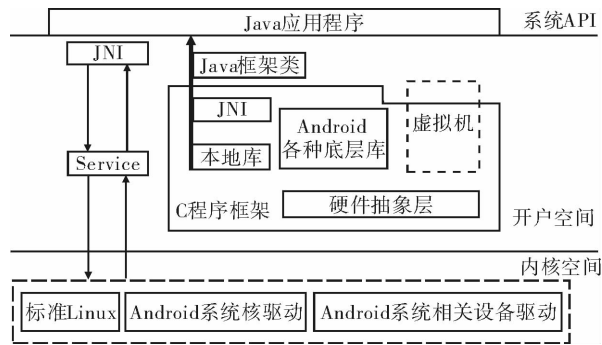 Java应用程序
系统API
JNI
Java框架类
JNI
Android
各种底层库
虚拟机
Service
本地库
C程序框架
硬件抽象层
开户空间
内核空间
标准Linux
Android系统核驱动
Android系统相关设备驱动